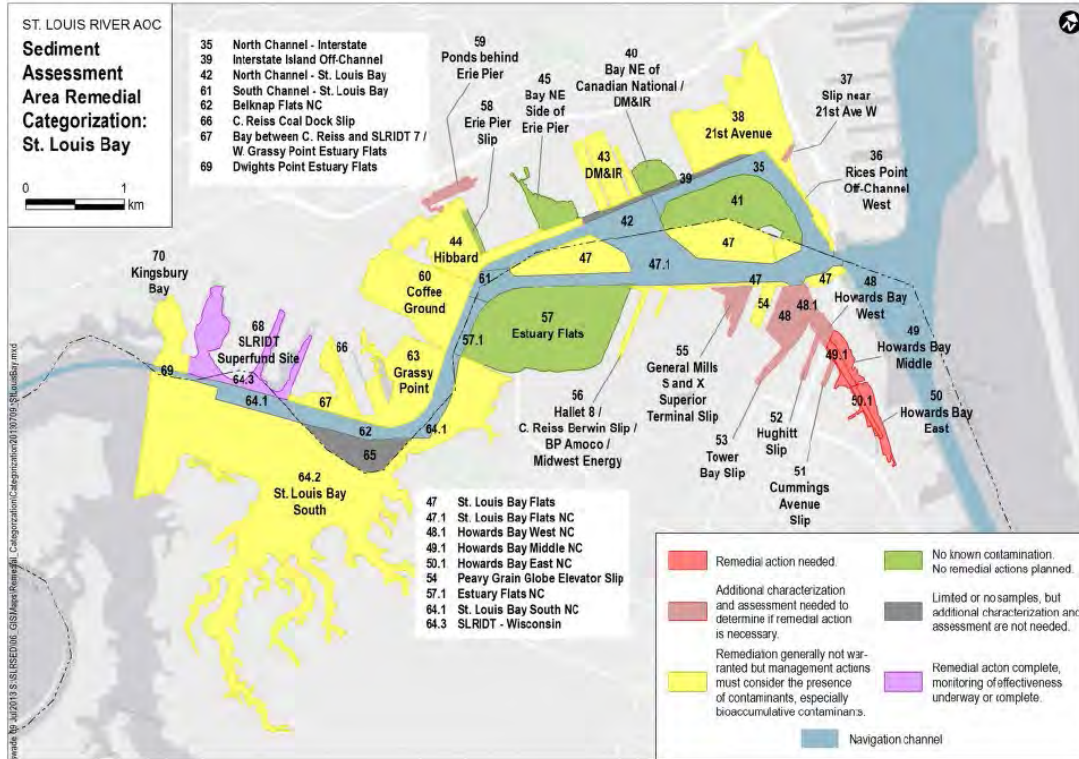 ST. LOUIS RIVER AOC
Sediment
Assessment
Area Remedial
Categorization:
St. Louis Bay
0 1
km
35 North Channel - Interstate
39 Interstate Island Off-Channel
42 North Channel - St. Louis Bay
61 South Channel - St. Louis Bay
62 Belknap Flats NC
66 C. Reiss Coal Dock Slip
67 Bay between C. Reiss and SLRIDT 7 /
W. Grassy Point Estuary Flats
69 Dwights Point Estuary Flats
59
Ponds behind
Erie Pier
58
Erie Pier
Slip
45
Bay NE
Side of
Erie Pier
40
Bay NE of
Canadian National /
DM&IR
43
DM&IR
38
21st Avenue
37
Slip near
21st Ave W
36
Rices Point
Off-Channel
West
39
35
41
42
47
47
47.1
47
47
44
Hibbard
61
60
Coffee
Ground
57
Estuary Flats
57.1
63
Grassy
Point
70
Kingsbury
Bay
68
SLRIDT
Superfund Site
66
69
64.3
64.1
67
62
64.1
65
64.2
St. Louis Bay
South
54
48
48.1
48
Howards Bay
West
49
Howards Bay
Middle
49.1
50.1
50
Howards Bay
East
55
General Mills
S and X
Superior
Terminal Slip
56
Hallet 8 /
C. Reiss Berwin Slip /
BP Amoco /
Midwest Energy
53
Tower
Bay Slip
52
Hughitt
Slip
51
Cummings
Avenue
Slip
47 St. Louis Bay Flats
47.1 St. Louis Bay Flats NC
48.1 Howards Bay West NC
49.1 Howards Bay Middle NC
50.1 Howards Bay East NC
54 Peavy Grain Globe Elevator Slip
57.1 Estuary Flats NC
64.1 St. Louis Bay South NC
64.3 SLRIDT - Wisconsin
Remedial action needed.
Additional characterization
and assessment needed to
determine if remedial action
is necessary.
Remediation generally not war-
ranted but management actions
must consider the presence
of contaminants, especially
bioaccumulative contaminants.
No known contamination.
No remedial actions planned.
Limited or no samples, but
additional characterization and
assessment are not needed.
Remedial acton complete,
monitoring of effectiveness
underway or complete.
Navigation channel